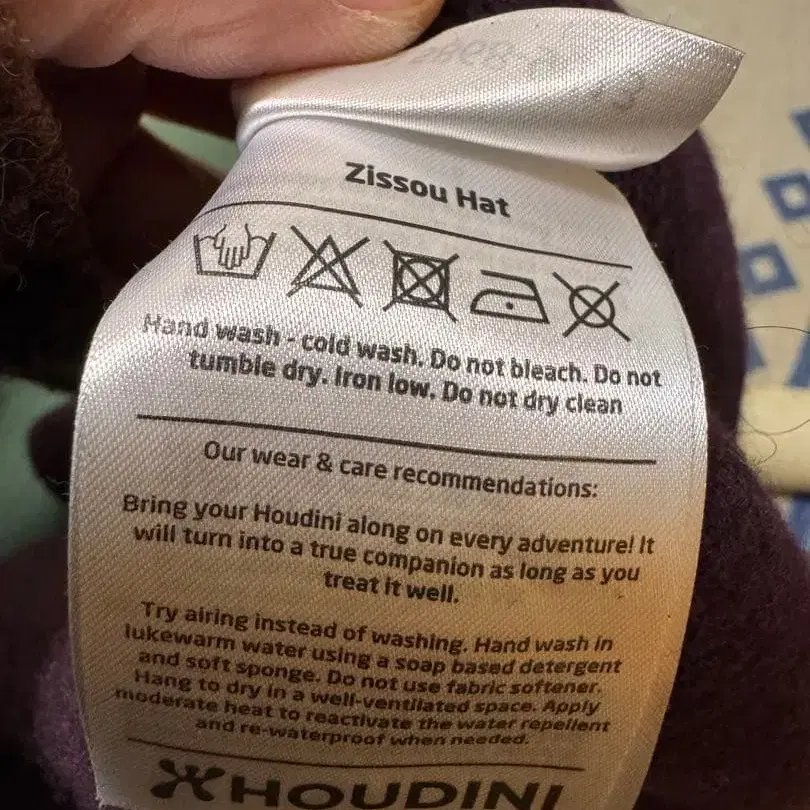 Zissou Hat
Hand wash - cold wash. Do not bleach. Do not
tumble dry. Iron low. Do not dry clean
Our wear & care recommendations:
Bring your Houdini along on every adventure! It
will turn into a true companion as long as you
treat it well.
Try airing instead of washing. Hand wash in
lukewarm water using a soap based detergent
and soft sponge. Do not use fabric softener.
Hang to dry in a well-ventilated space. Apply
moderate heat to reactivate the water repellent
and re-waterproof when needed.
HOUDINI